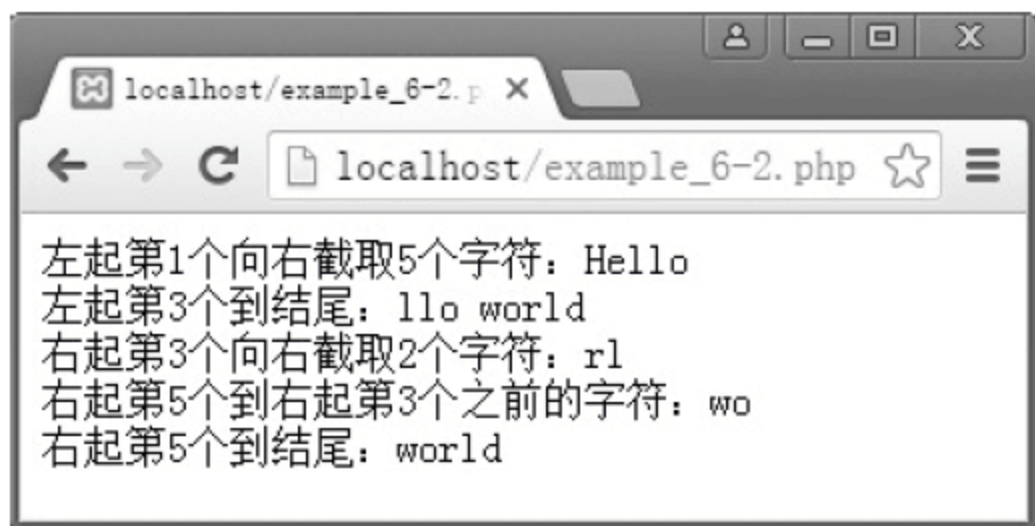 localhost/example_6-2.p
localhost/example_6-2.php
左起第1个向右截取5个字符：Hello
左起第3个到结尾：llo world
右起第3个向右截取2个字符：rl
右起第5个到右起第3个之前的字符：wo
右起第5个到结尾：world